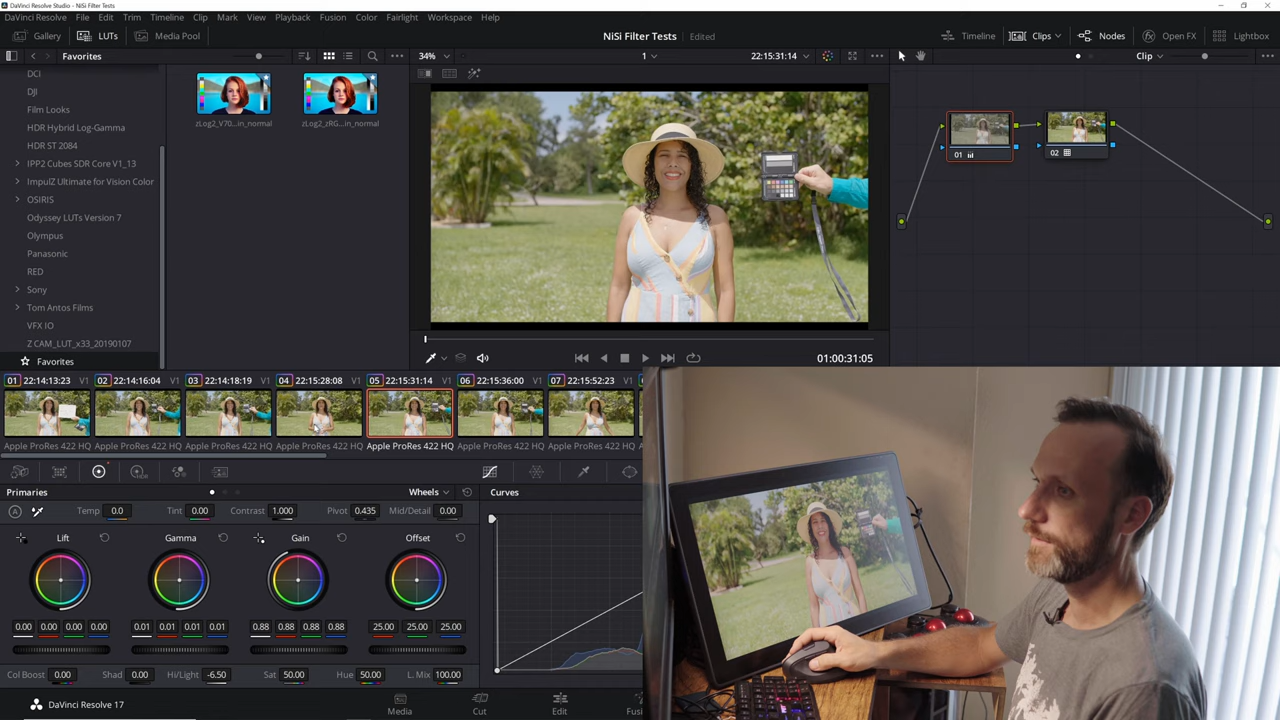 DaVinci Resolve Studio - NiSi Filter Tests
DaVinci Resolve File Edit Trim Timeline Clip Mark View Playback Fusion Color Fairlight Workspace Help
Gallery LUTs Media Pool NiSi Filter Tests Edited Timeline Clips Nodes Open FX Lightbox
Favorites 34% 1 22:15:31:14 Clip
DCI
DJI
Film Looks
HDR Hybrid Log-Gamma
HDR ST 2084
IPP2 Cubes SDR Core V1_13
ImpulZ Ultimate for Vision Color
OSIRIS
Odyssey LUTs Version 7
Olympus
Panasonic
RED
Sony
Tom Antos Films
VFX IO
Z CAM_LUT_x33_20190107
Favorites
zLog2_V70...in_normal zLog2_zRG...in_normal
01 02
01:00:31:05
01 22:14:13:23 V1 02 22:14:16:04 V1 03 22:14:18:19 V1 04 22:15:28:08 V1 05 22:15:31:14 V1 06 22:15:36:00 V1 07 22:15:52:23 V1
Apple ProRes 422 HQ Apple ProRes 422 HQ Apple ProRes 422 HQ Apple ProRes 422 HQ Apple ProRes 422 HQ Apple ProRes 422 HQ Apple ProRes 422 HQ
Primaries Wheels Curves
A Temp 0.0 Tint 0.00 Contrast 1.000 Pivot 0.435 Mid/Detail 0.00
Lift Gamma Gain Offset
0.00 0.00 0.00 0.00 0.01 0.01 0.01 0.01 0.88 0.88 0.88 0.88 25.00 25.00 25.00
Col Boost 0.00 Shad 0.00 Hi/Light -6.50 Sat 50.00 Hue 50.00 L. Mix 100.00
DaVinci Resolve 17 Media Cut Edit Fusi